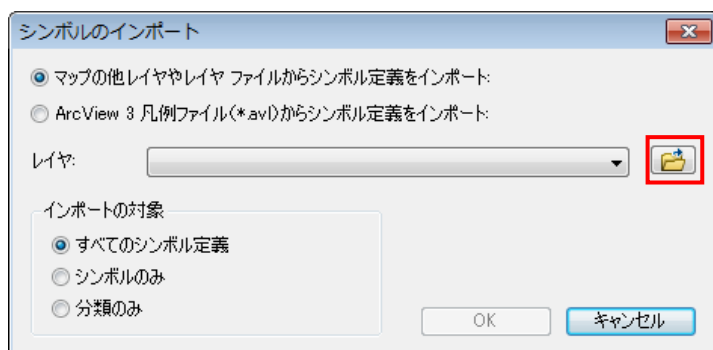 シンボルのインポート
マップの他レイヤやレイヤ ファイルからシンボル定義をインポート:
ArcView 3 凡例ファイル(*.avl)からシンボル定義をインポート:
レイヤ:
インポートの対象
すべてのシンボル定義
シンボルのみ
分類のみ
OK キャンセル